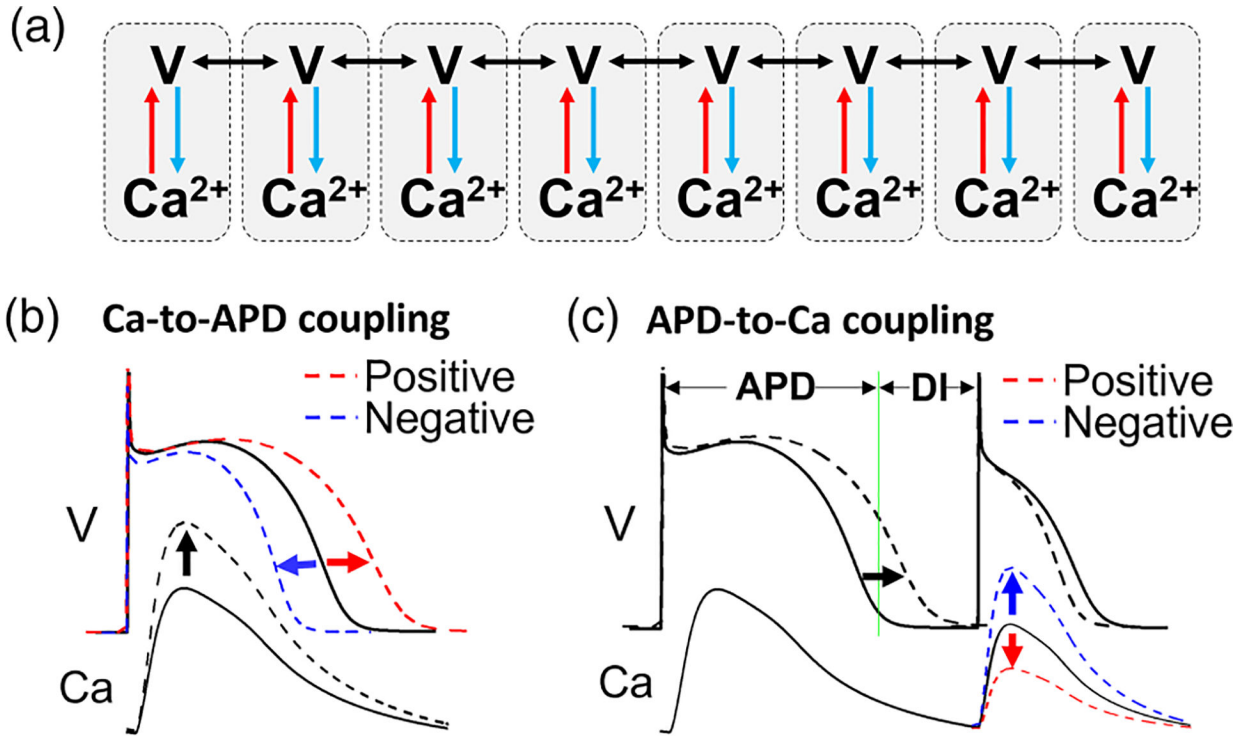 (a)
V V V V V V V V
Ca2+ Ca2+ Ca2+ Ca2+ Ca2+ Ca2+ Ca2+ Ca2+
(b) Ca-to-APD coupling
Positive
Negative
V
Ca
(c) APD-to-Ca coupling
APD DI
Positive
Negative
V
Ca